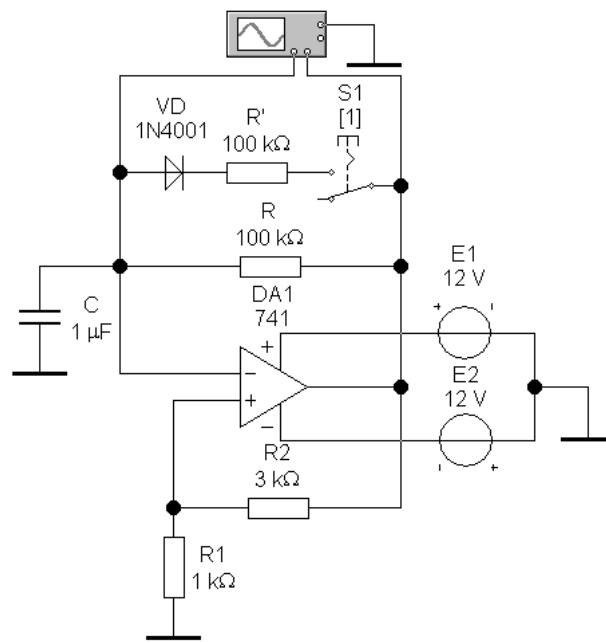 S1
[1]
VD
1N4001
R'
100 kΩ
R
100 kΩ
E1
12 V
C
1 μF
DA1
741
+ -
+
-
+
-
E2
12 V
- +
R2
3 kΩ
R1
1 kΩ